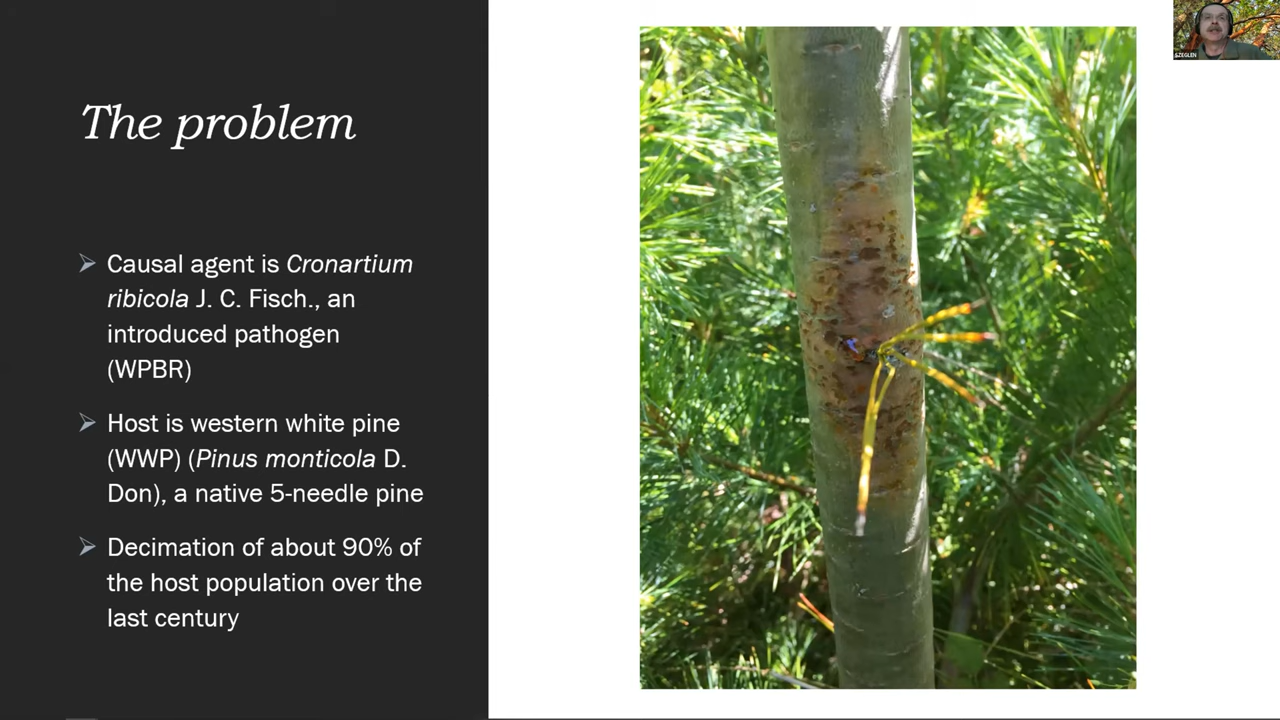 The problem
Causal agent is Cronartium
ribicola J. C. Fisch., an
introduced pathogen
(WPBR)
Host is western white pine
(WWP) (Pinus monticola D.
Don), a native 5-needle pine
Decimation of about 90% of
the host population over the
last century
SZEGLEN